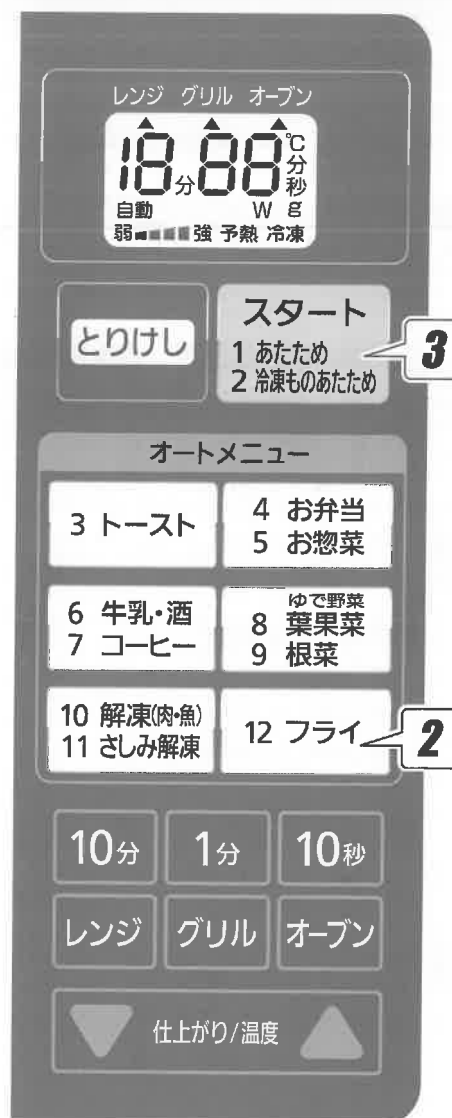 レンジ グリル オーブン
18分88℃分秒g
自動 W
弱 強 予熱 冷凍
とりけし
スタート
1 あたため
2 冷凍ものあたため
3
オートメニュー
3 トースト
4 お弁当
5 お惣菜
6 牛乳・酒
7 コーヒー
ゆで野菜
8 葉果菜
9 根菜
10 解凍(肉・魚)
11 さしみ解凍
12 フライ
2
10分 1分 10秒
レンジ グリル オーブン
仕上がり/温度